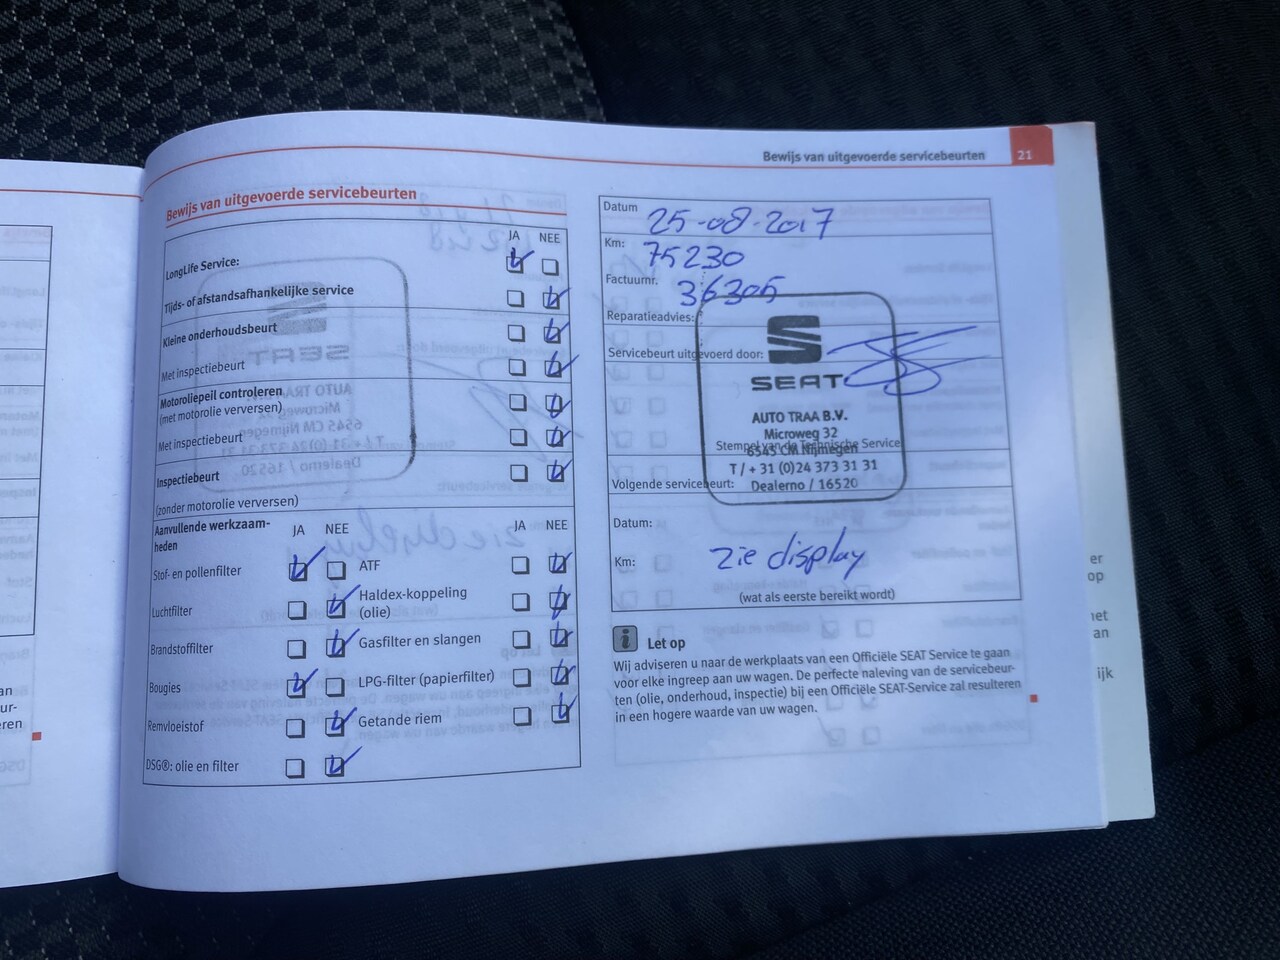 Bewijs van uitgevoerde servicebeurten 21
Bewijs van uitgevoerde servicebeurten
JA NEE
LongLife Service:
Tijds- of afstandsafhankelijke service
Kleine onderhoudsbeurt
Met inspectiebeurt
Motoroliepeil controleren
(met motorolie verversen)
Met inspectiebeurt
Inspectiebeurt
(zonder motorolie verversen)
Aanvullende werkzaam-
heden
JA NEE JA NEE
Stof- en pollenfilter ATF
Luchtfilter Haldex-koppeling
(olie)
Brandstoffilter Gasfilter en slangen
Bougies LPG-filter (papierfilter)
Remvloeistof Getande riem
DSG®: olie en filter
Datum 25-08-2017
Km: 75230
Factuurnr. 36305
Reparatieadvies:
Servicebeurt uitgevoerd door:
SEAT
AUTO TRAA B.V.
Microweg 32
Stempel van de Technische Service
6545 CM Nijmegen
T / + 31 (0)24 373 31 31
Volgende servicebeurt:
Dealerno / 16520
Datum:
Km: zie display
(wat als eerste bereikt wordt)
i Let op
Wij adviseren u naar de werkplaats van een Officiële SEAT Service te gaan
voor elke ingreep aan uw wagen. De perfecte naleving van de servicebeur-
ten (olie, onderhoud, inspectie) bij een Officiële SEAT-Service zal resulteren
in een hogere waarde van uw wagen.